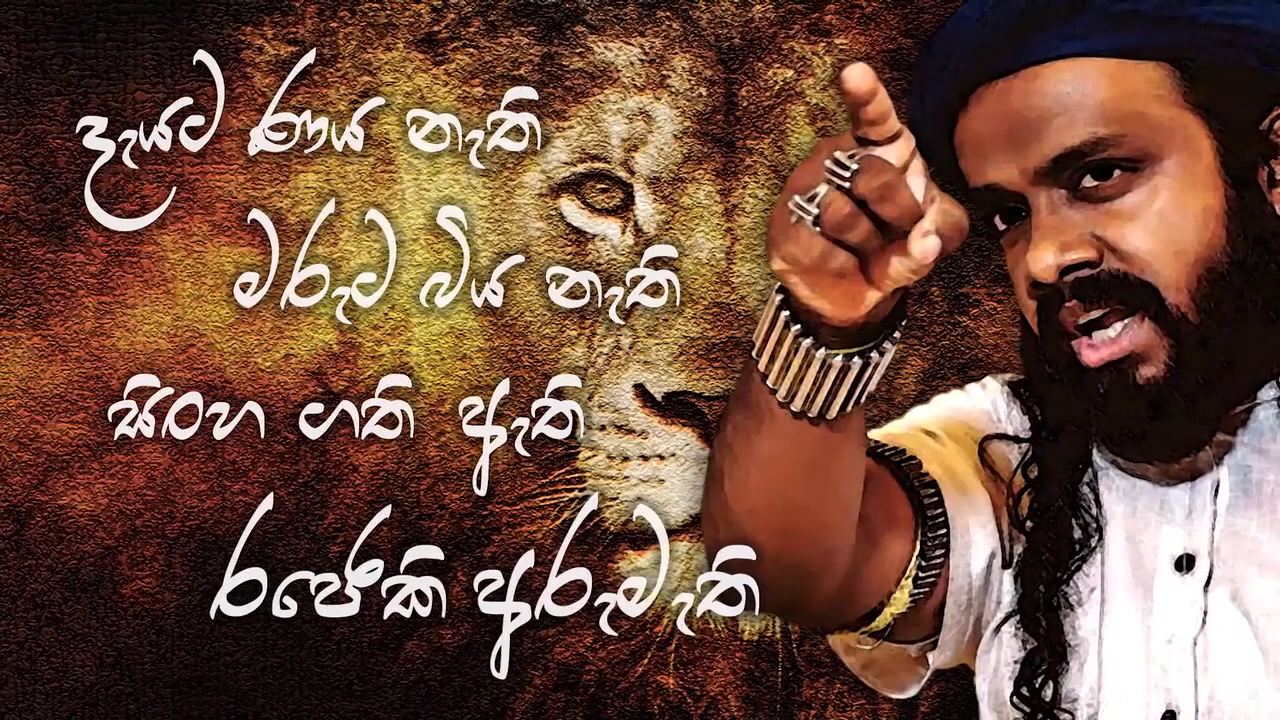 දැයට ණය නැති
මරුට බිය නැති
සිංහ ගති ඇති
රජෙකි අරුමැති